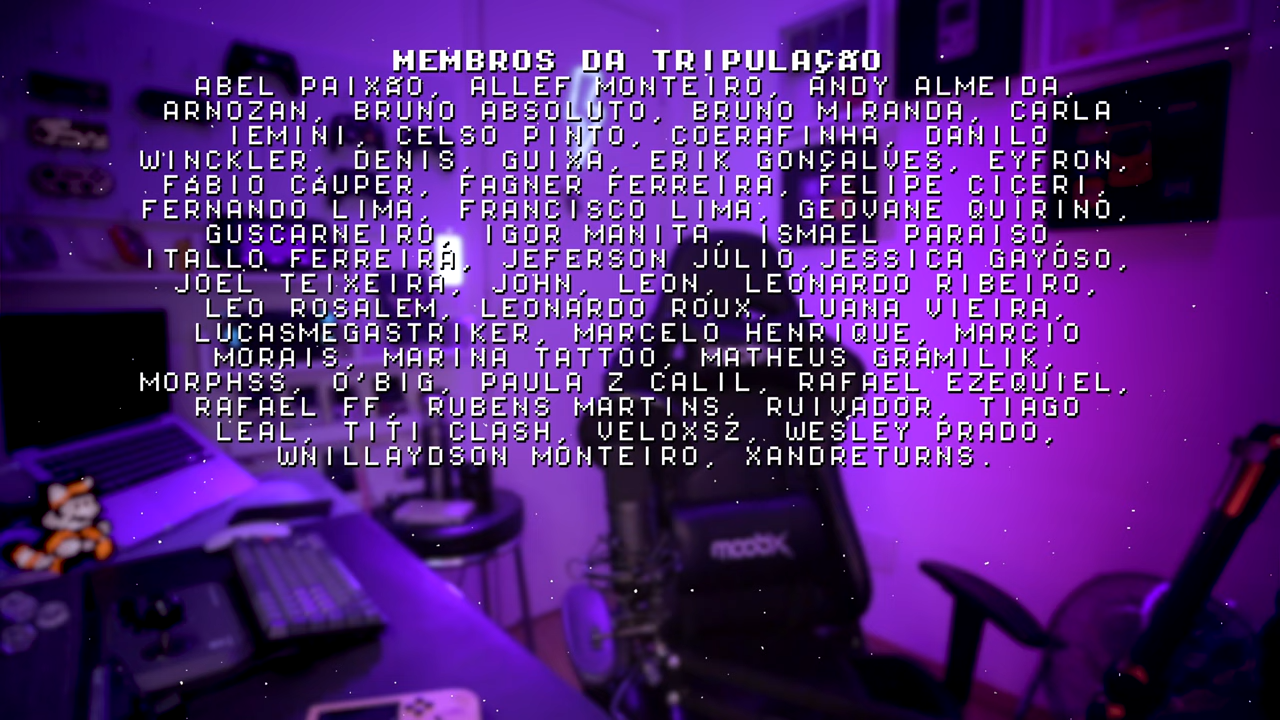 MEMBROS DA TRIPULAÇÃO
ABEL PAIXÃO, ALLEF MONTEIRO, ANDY ALMEIDA,
ARNOZAN, BRUNO ABSOLUTO, BRUNO MIRANDA, CARLA
IEMINI, CELSO PINTO, COERAFINHA, DANILO
WINCKLER, DENIS, GUIXA, ERIK GONÇALVES, EYFRON,
FÁBIO CÁUPER, FAGNER FERREIRA, FELIPE CICERI,
FERNANDO LIMA, FRANCISCO LIMA, GEOVANE QUIRINO,
GUSCARNEIRO, IGOR MANITA, ISMAEL PARAISO,
ITALLO FERREIRA, JEFERSON JÚLIO,JESSICA GAYOSO,
JOEL TEIXEIRA, JOHN, LEON, LEONARDO RIBEIRO,
LEO ROSALEM, LEONARDO ROUX, LUANA VIEIRA,
LUCASMEGASTRIKER, MARCELO HENRIQUE, MARCIO
MORAIS, MARINA TATTOO, MATHEUS GRAMILIK,
MORPHSS, O'BIG, PAULA Z CALIL, RAFAEL EZEQUIEL,
RAFAEL FF, RUBENS MARTINS, RUIVADOR, TIAGO
LEAL, TITI CLASH, VELOXSZ, WESLEY PRADO,
WNILLAYDSON MONTEIRO, XANDRETURNS.
moobX